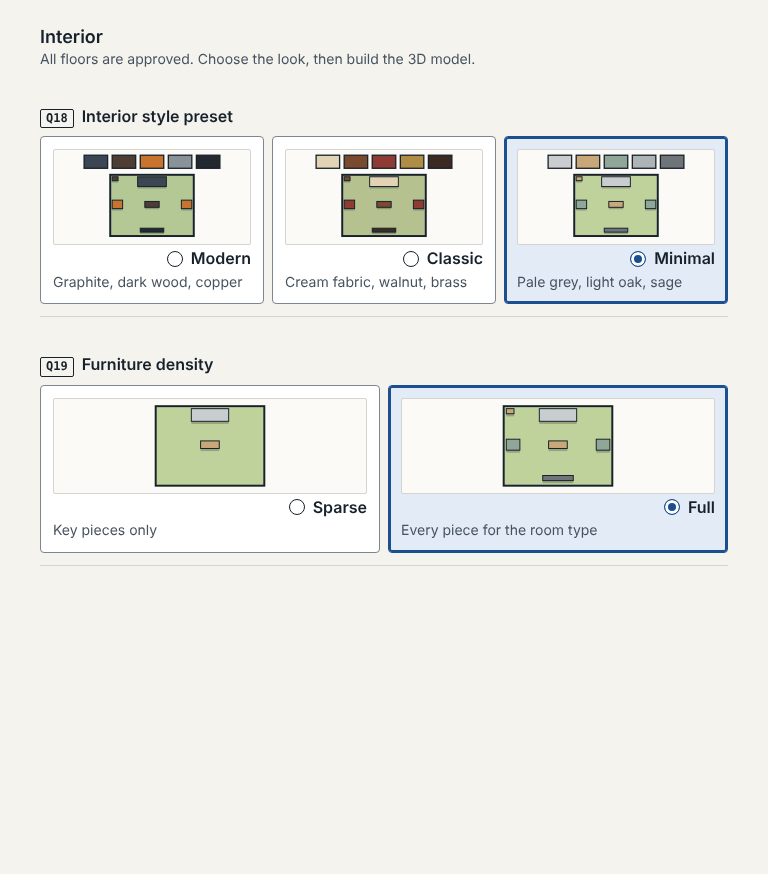 Interior
All floors are approved. Choose the look, then build the 3D model.
Q18 Interior style preset
Modern
Graphite, dark wood, copper
Classic
Cream fabric, walnut, brass
Minimal
Pale grey, light oak, sage
Q19 Furniture density
Sparse
Key pieces only
Full
Every piece for the room type